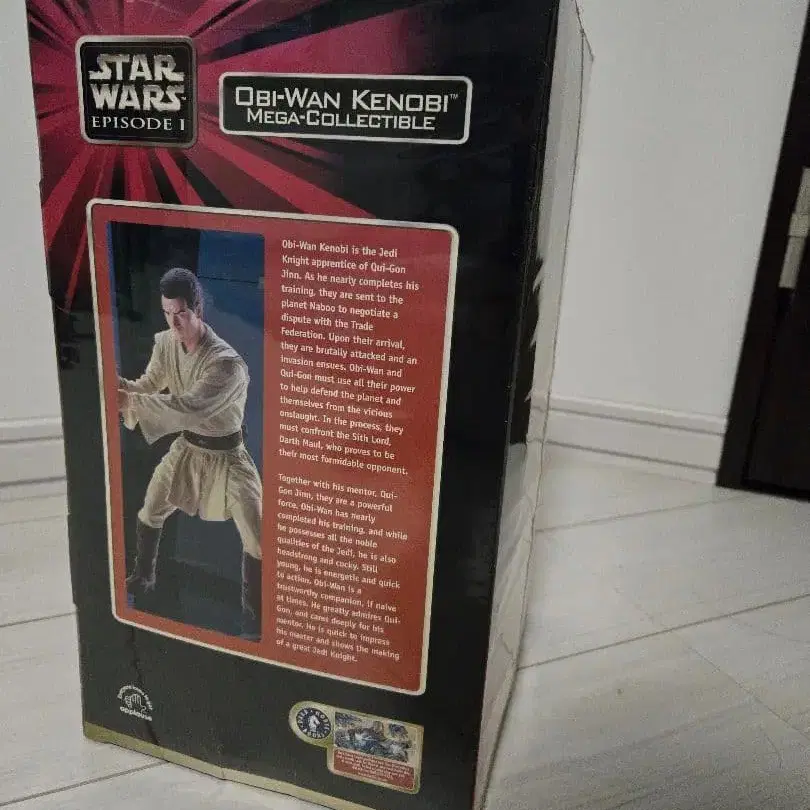 STAR
WARS
EPISODE I
OBI-WAN KENOBI™
MEGA-COLLECTIBLE
Obi-Wan Kenobi is the Jedi
Knight apprentice of Qui-Gon
Jinn. As he nearly completes his
training, they are sent to the
planet Naboo to negotiate a
dispute with the Trade
Federation. Upon their arrival,
they are brutally attacked and an
invasion ensues. Obi-Wan and
Qui-Gon must use all their power
to help defend the planet and
themselves from the vicious
onslaught. In the process, they
must confront the Sith Lord,
Darth Maul, who proves to be
their most formidable opponent.
Together with his mentor, Qui-
Gon Jinn, they are a powerful
force. Obi-Wan has nearly
completed his training, and while
he possesses all the noble
qualities of the Jedi, he is also
headstrong and cocky. Still
young, he is energetic and quick
to action. Obi-Wan is a
trustworthy companion, if naive
at times. He greatly admires Qui-
Gon, and cares deeply for his
mentor. He is quick to impress
his master and shows the making
of a great Jedi Knight.
applause